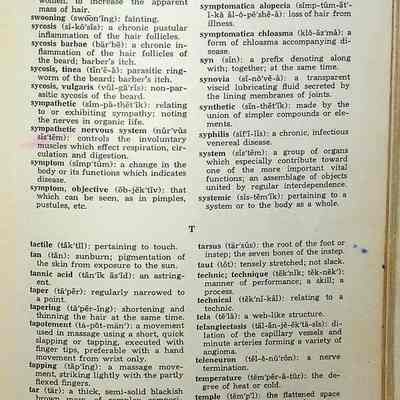 women, to increase the apparent
mass of hair.
swooning (swōōn'ĭng): fainting.
sycosis (sī-kō'sĭs): a chronic pustular
inflammation of the hair follicles.
sycosis barbae (bär'bē): a chronic in-
flammation of the hair follicles of
the beard; barber's itch.
sycosis, tinea (tĭn'ē-ȧ): parasitic ring-
worm of the beard; barber's itch.
sycosis, vulgaris (vŭl-gā'rĭs): non-par-
asitic sycosis of the beard.
sympathetic (sĭm-pȧ-thĕt'ĭk): relating
to or exhibiting sympathy; noting
the nerves in organic life.
sympathetic nervous system (nûr'vŭs
sĭs'tĕm): controls the involuntary
muscles which effect respiration, cir-
culation and digestion.
symptom (sĭmp'tŭm): a change in the
body or its functions which indicates
disease.
symptom, objective (ŏb-jĕk'tĭv): that
which can be seen, as in pimples,
pustules, etc.
symptomatica alopecia (sĭmp-tŭm-ăt'-
ĭ-kȧ ăl-ō-pē'shē-ȧ): loss of hair from
illness.
symptomatica chloasma (klō-ăz'mȧ): a
form of chloasma accompanying di-
sease.
syn (sĭn): a prefix denoting along
with; together; at the same time.
synovia (sĭ-nō'vē-ȧ): a transparent
viscid lubricating fluid secreted by
the lining membranes of joints.
synthetic (sĭn-thĕt'ĭk): made by the
union of simpler compounds or ele-
ments.
syphilis (sĭf'ĭ-lĭs): a chronic, infectious
venereal disease.
system (sĭs'tĕm): a group of organs
which especially contribute toward
one of the more important vital
functions; an assemblage of objects
united by regular interdependence.
systemic (sĭs-tĕm'ĭk): pertaining to a
system or to the body as a whole.
T
tactile (tăk'tĭl): pertaining to touch.
tan (tăn): sunburn; pigmentation of
the skin from exposure to the sun.
tannic acid (tăn'ĭk ăs'ĭd): an astring-
ent.
taper (tā'pẽr): regularly narrowed to
a point.
tapering (tā'pẽr-ĭng): shortening and
thinning the hair at the same time.
tapotement (tȧ-pōt-mäṅ'): a movement
used in massage using a short, quick
slapping or tapping, executed with
finger tips, preferable with a hand
movement from wrist only.
tapping (tăp'ĭng): a massage move-
ment, striking lightly with the partly
flexed fingers.
tar (tär): a thick, semi-solid blackish
tarsus (tär'sŭs): the root of the foot or
instep; the seven bones of the instep.
taut (tôt): tensely stretched; not slack.
technic; technique (tĕk'nĭk; tĕk-nēk'):
manner of performance; a skill; a
process.
technical (tĕk'nĭ-kăl): relating to a
technic.
tela (tē'lȧ): a web-like structure.
telangiectasis (tăl-ăn-jē-ĕk'tȧ-sĭs): di-
lation of the capillary vessels and
minute arteries forming a variety of
angioma.
teleneuron (tĕl-ē-nū'rŏn): a nerve
termination.
temperature (tĕm'pẽr-ȧ-tûr): the de-
gree of heat or cold.
temple (tĕm'p'l): the flattened space